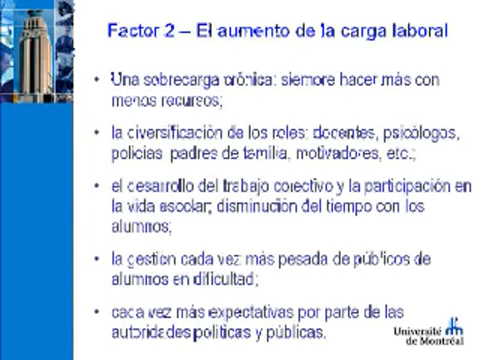 Factor 2 – El aumento de la carga laboral
• Una sobrecarga crónica: siempre hacer más con
menos recursos;
• la diversificación de los roles: docentes, psicólogos,
policias padres de familia, motivadores, etc.;
• el desarrollo del trabajo colectivo y la participación en
la vida escolar; disminución del tiempo con los
alumnos;
• la gestion cada vez más pesada de públicos de
alumnos en dificultad;
• cada vez más expectativas por parte de las
autoridades políticas y públicas.
Université
de Montréal